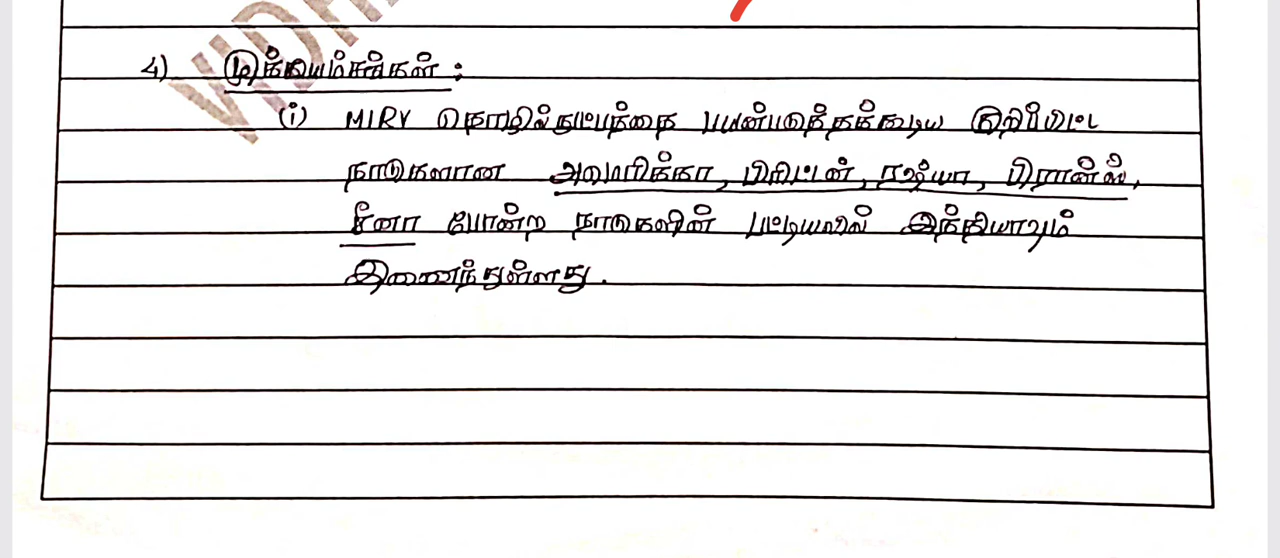 4) முக்கியம்சங்கள் :
(i) MIRV தொழில்நுட்பத்தை பயன்படுத்தக்கூடிய குறிப்பிட்ட
நாடுகளான அமெரிக்கா, பிரிட்டன், ரஷ்யா, பிரான்ஸ்,
சீனா போன்ற நாடுகளின் பட்டியலில் இந்தியாவும்
இணைந்துள்ளது.